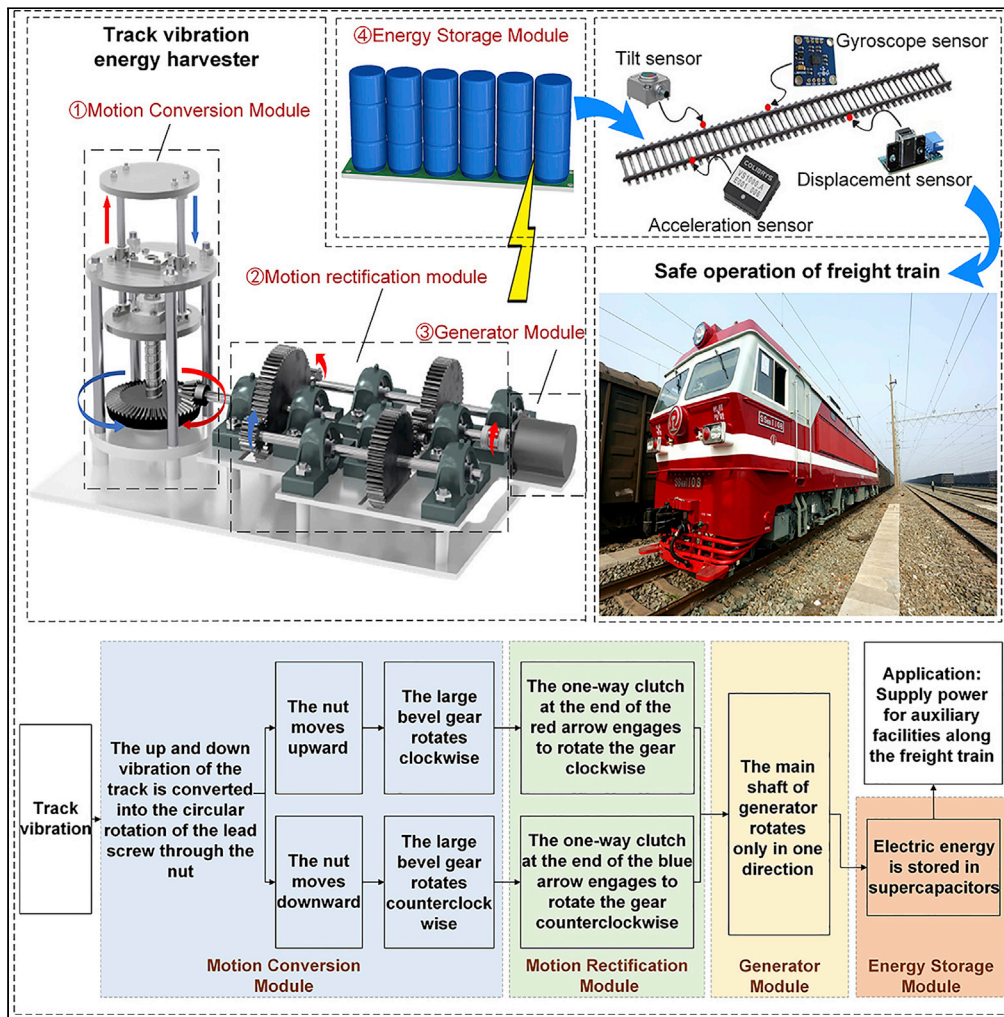 Track vibration
energy harvester
①Motion Conversion Module
②Motion rectification module
③Generator Module
④Energy Storage Module
Tilt sensor
Gyroscope sensor
COLIBRYS
VS1000.A
Displacement sensor
Acceleration sensor
Safe operation of freight train
Track
vibration
The up and down
vibration of the
track is converted
into the circular
rotation of the lead
screw through the
nut
The nut
moves
upward
The large
bevel gear
rotates
clockwise
The nut
moves
downward
The large
bevel gear
rotates
counterclock
wise
Motion Conversion
Module
The one-way clutch
at the end of the
red arrow engages
to rotate the gear
clockwise
The one-way clutch
at the end of the blue
arrow engages to
rotate the gear
counterclockwise
Motion Rectification
Module
The main
shaft of
generator
rotates
only in one
direction
Generator
Module
Application:
Supply power
for auxiliary
facilities along
the freight train
Electric energy
is stored in
supercapacitors
Energy Storage
Module